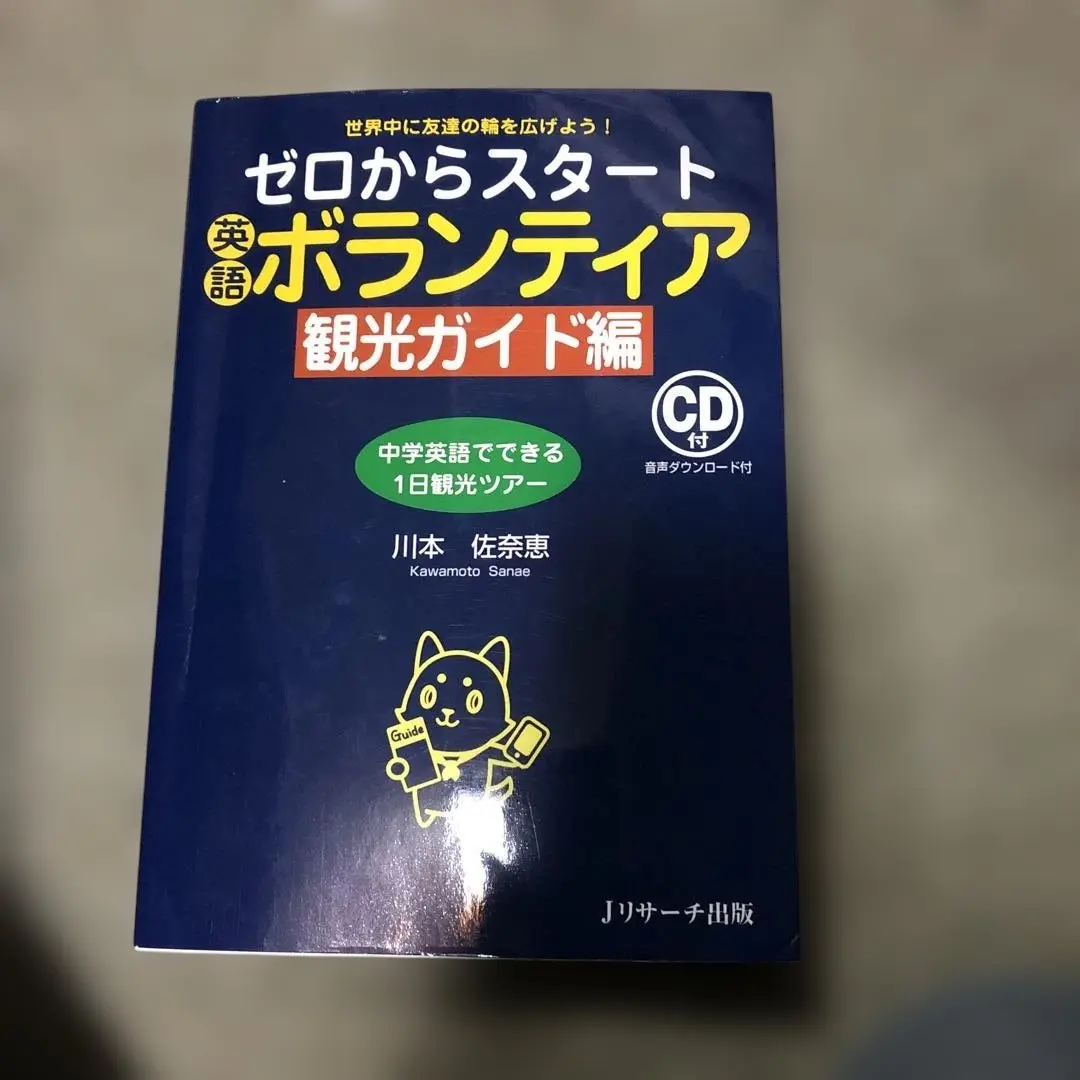 世界中に友達の輪を広げよう！
ゼロからスタート
英語ボランティア
観光ガイド編
CD
付
音声ダウンロード付
中学英語でできる
1日観光ツアー
川本 佐奈恵
Kawamoto Sanae
Guide
Jリサーチ出版